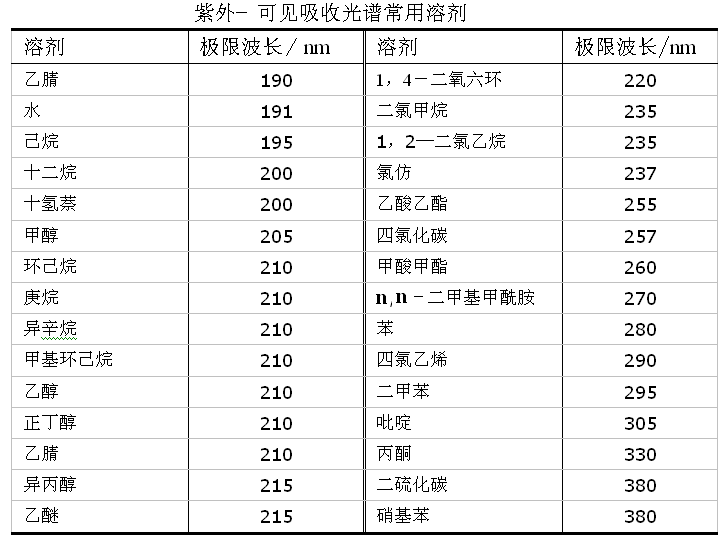 紫外- 可见吸收光谱常用溶剂
溶剂 极限波长/ nm 溶剂 极限波长/nm
乙腈 190 1，4－二氧六环 220
水 191 二氯甲烷 235
己烷 195 1，2—二氯乙烷 235
十二烷 200 氯仿 237
十氢萘 200 乙酸乙酯 255
甲醇 205 四氯化碳 257
环己烷 210 甲酸甲酯 260
庚烷 210 n,n－二甲基甲酰胺 270
异辛烷 210 苯 280
甲基环己烷 210 四氯乙烯 290
乙醇 210 二甲苯 295
正丁醇 210 吡啶 305
乙腈 210 丙酮 330
异丙醇 215 二硫化碳 380
乙醚 215 硝基苯 380